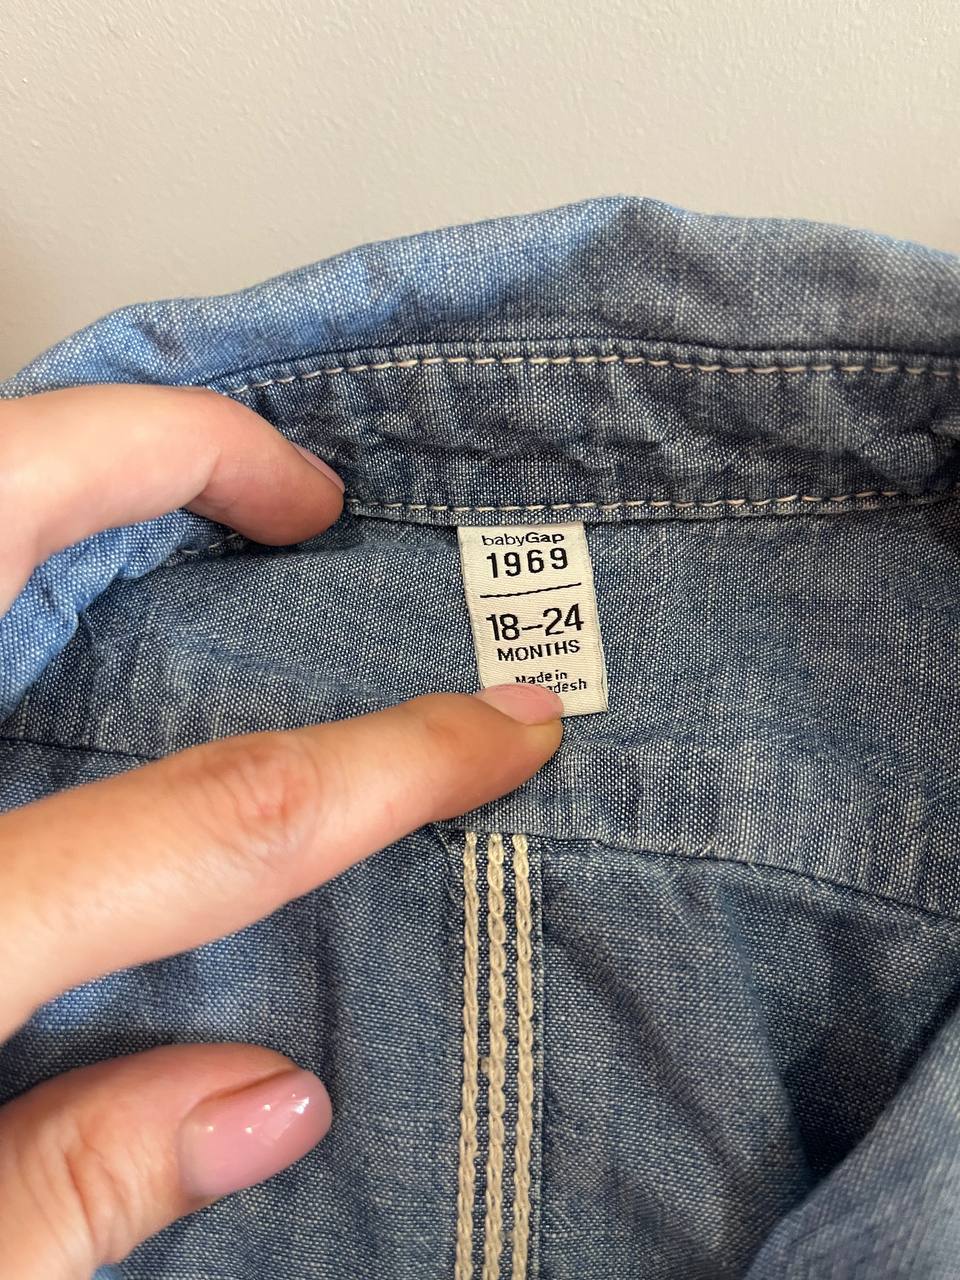 babyGap
1969
18–24
MONTHS
Made in